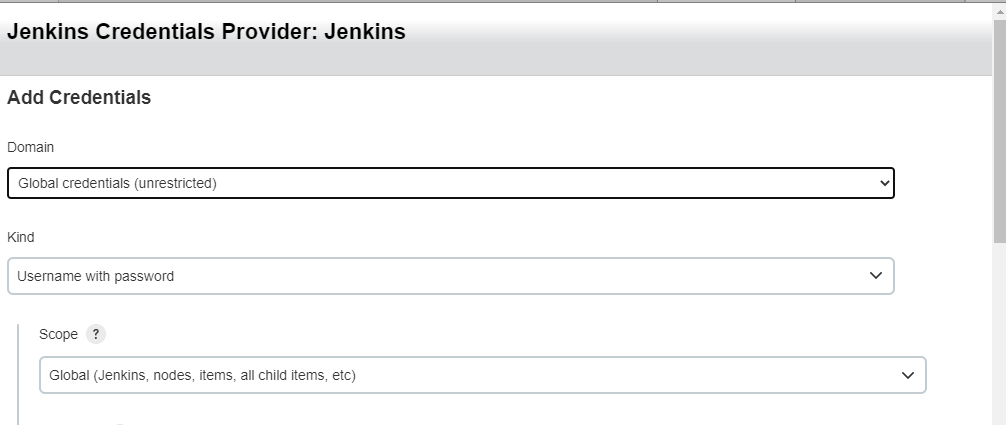 Jenkins Credentials Provider: Jenkins
Add Credentials
Domain
Global credentials (unrestricted)
Kind
Username with password
Scope ?
Global (Jenkins, nodes, items, all child items, etc)